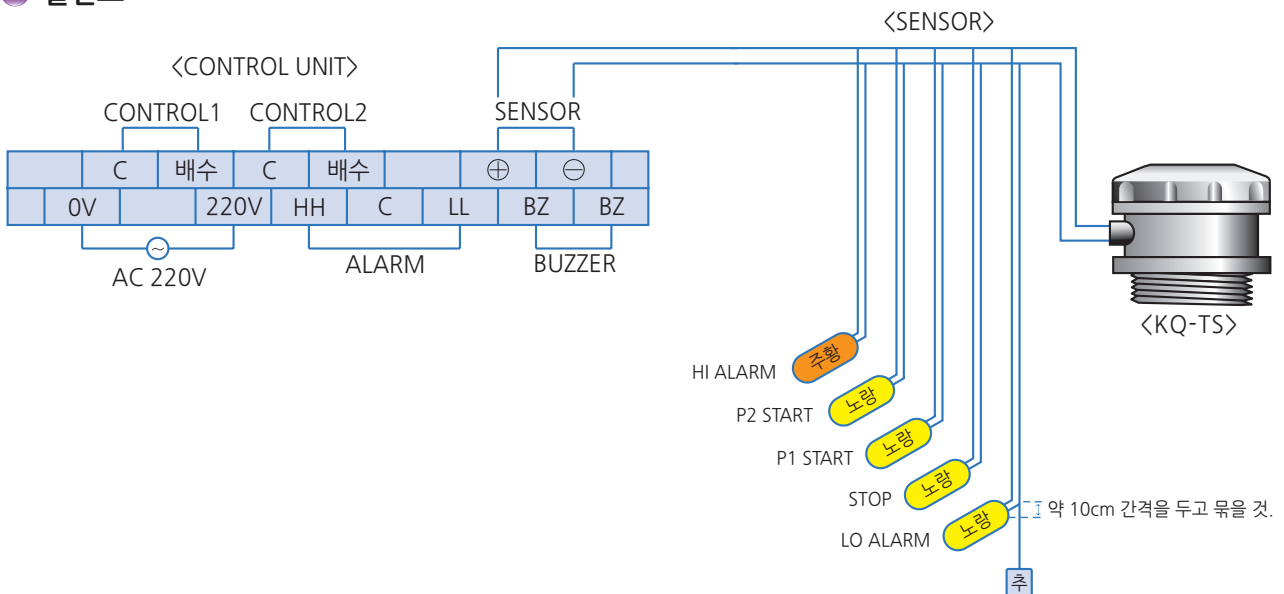 <SENSOR>
<CONTROL UNIT>
CONTROL1 CONTROL2 SENSOR
C 배수 C 배수 ⊕ ⊖
0V 220V HH C LL BZ BZ
AC 220V ALARM BUZZER
<KQ-TS>
주황
HI ALARM
노랑
P2 START
노랑
P1 START
노랑
STOP
노랑
약 10cm 간격을 두고 묶을 것.
LO ALARM
추